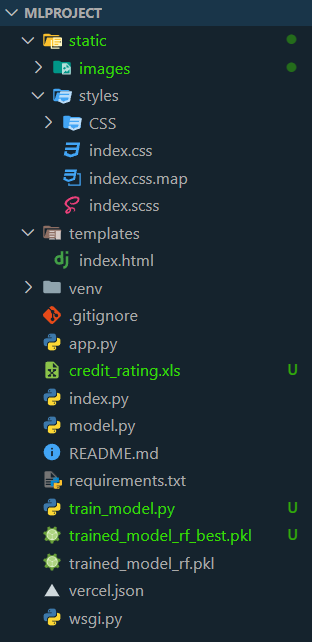 MLPROJECT
static
images
styles
CSS
index.css
index.css.map
index.scss
templates
dj index.html
venv
.gitignore
app.py
credit_rating.xls U
index.py
model.py
README.md
requirements.txt
train_model.py U
trained_model_rf_best.pkl U
trained_model_rf.pkl
vercel.json
wsgi.py